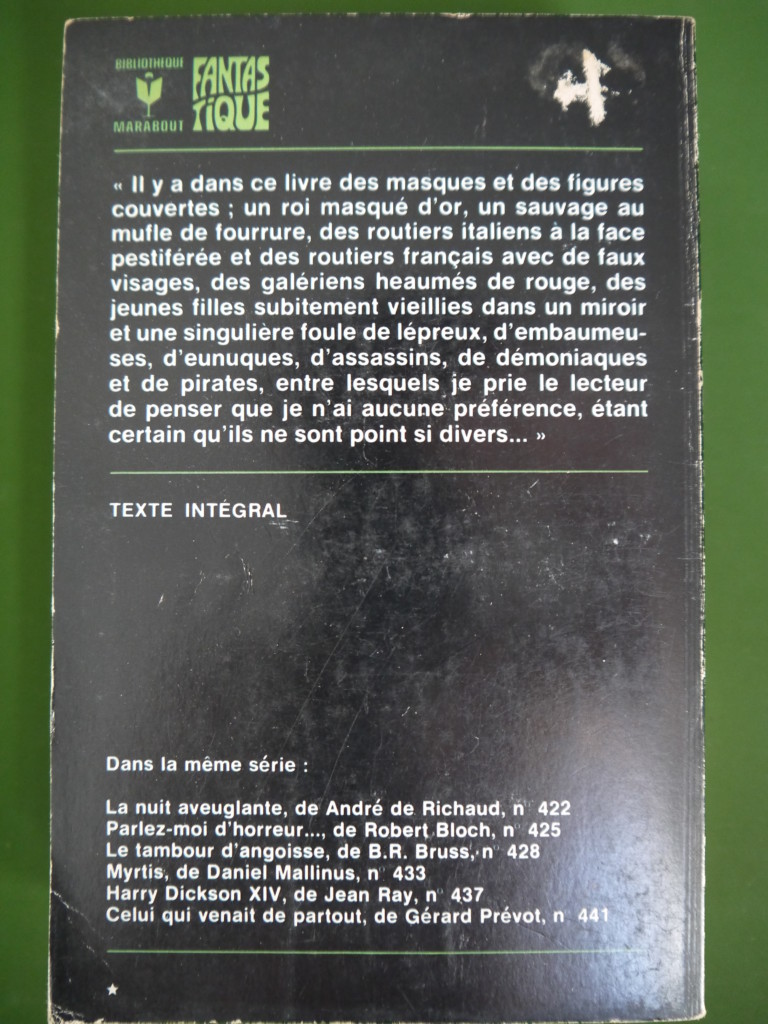 BIBLIOTHEQUE
MARABOUT
FANTAS
TIQUE
« Il y a dans ce livre des masques et des figures
couvertes ; un roi masqué d'or, un sauvage au
mufle de fourrure, des routiers italiens à la face
pestiférée et des routiers français avec de faux
visages, des galériens heaumés de rouge, des
jeunes filles subitement vieillies dans un miroir
et une singulière foule de lépreux, d'embaumeu-
ses, d'eunuques, d'assassins, de démoniaques
et de pirates, entre lesquels je prie le lecteur
de penser que je n'ai aucune préférence, étant
certain qu'ils ne sont point si divers... »
TEXTE INTÉGRAL
Dans la même série :
La nuit aveuglante, de André de Richaud, n° 422
Parlez-moi d'horreur..., de Robert Bloch, n° 425
Le tambour d'angoisse, de B.R. Bruss, n° 428
Myrtis, de Daniel Mallinus, n° 433
Harry Dickson XIV, de Jean Ray, n° 437
Celui qui venait de partout, de Gérard Prévot, n° 441